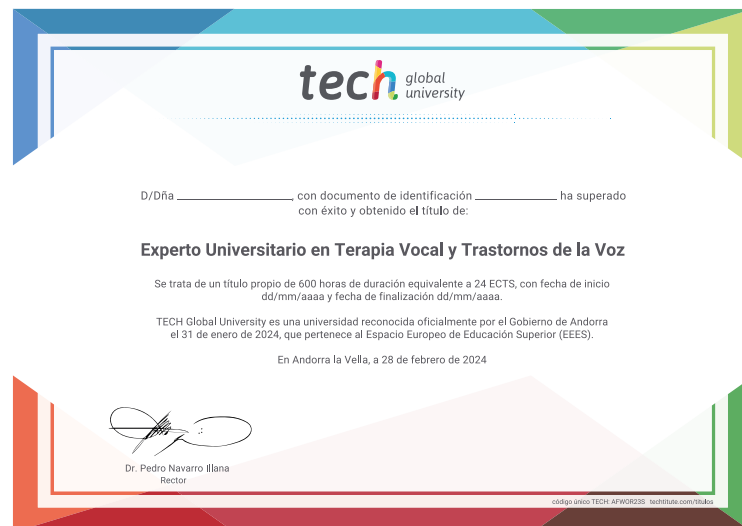 tech global university
D/Dña ____________, con documento de identificación ____________ ha superado
con éxito y obtenido el título de:
Experto Universitario en Terapia Vocal y Trastornos de la Voz
Se trata de un título propio de 600 horas de duración equivalente a 24 ECTS, con fecha de inicio
dd/mm/aaaa y fecha de finalización dd/mm/aaaa.
TECH Global University es una universidad reconocida oficialmente por el Gobierno de Andorra
el 31 de enero de 2024, que pertenece al Espacio Europeo de Educación Superior (EEES).
En Andorra la Vella, a 28 de febrero de 2024
Dr. Pedro Navarro Illana
Rector
código único TECH: AFWOR23S techtitute.com/titulos